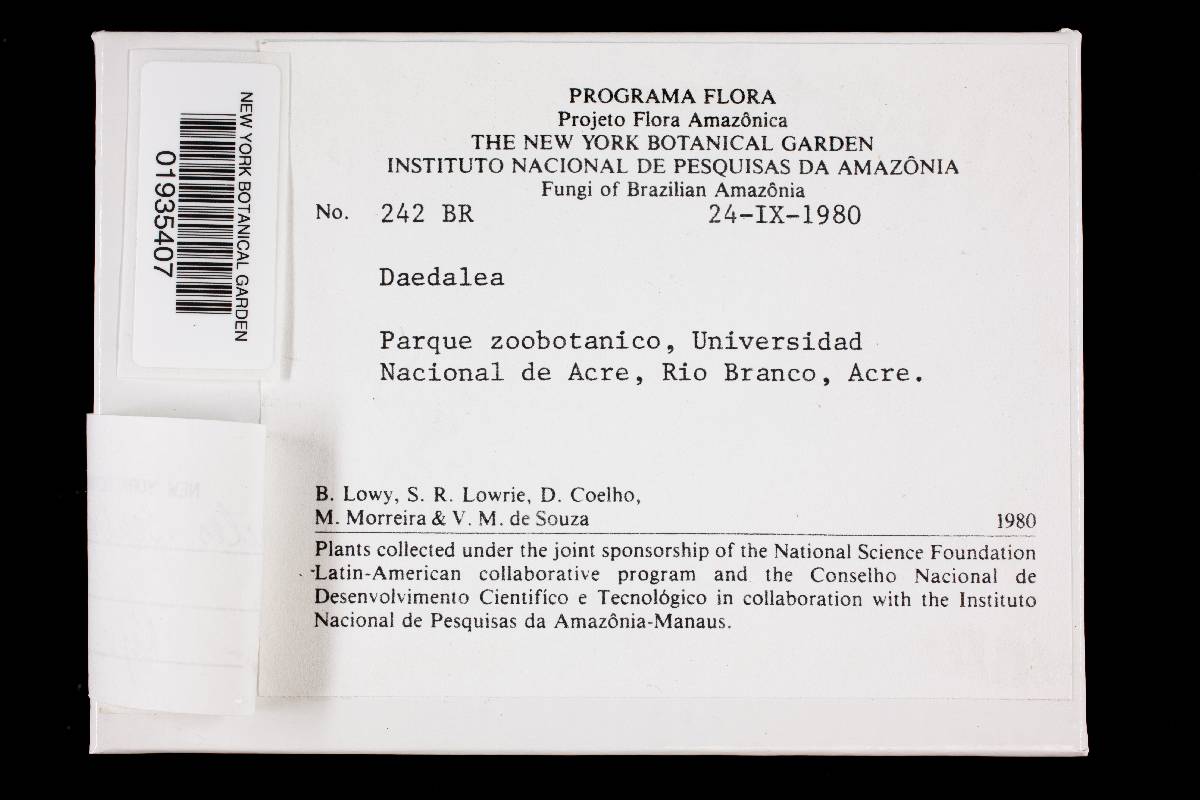 NEW YORK BOTANICAL GARDEN
01935407
PROGRAMA FLORA
Projeto Flora Amazônica
THE NEW YORK BOTANICAL GARDEN
INSTITUTO NACIONAL DE PESQUISAS DA AMAZÔNIA
Fungi of Brazilian Amazônia
No. 242 BR 24-IX-1980
Daedalea
Parque zoobotanico, Universidad
Nacional de Acre, Rio Branco, Acre.
B. Lowy, S. R. Lowrie, D. Coelho,
M. Morreira & V. M. de Souza 1980
Plants collected under the joint sponsorship of the National Science Foundation
Latin-American collaborative program and the Conselho Nacional de
Desenvolvimento Cientifíco e Tecnológico in collaboration with the Instituto
Nacional de Pesquisas da Amazônia-Manaus.